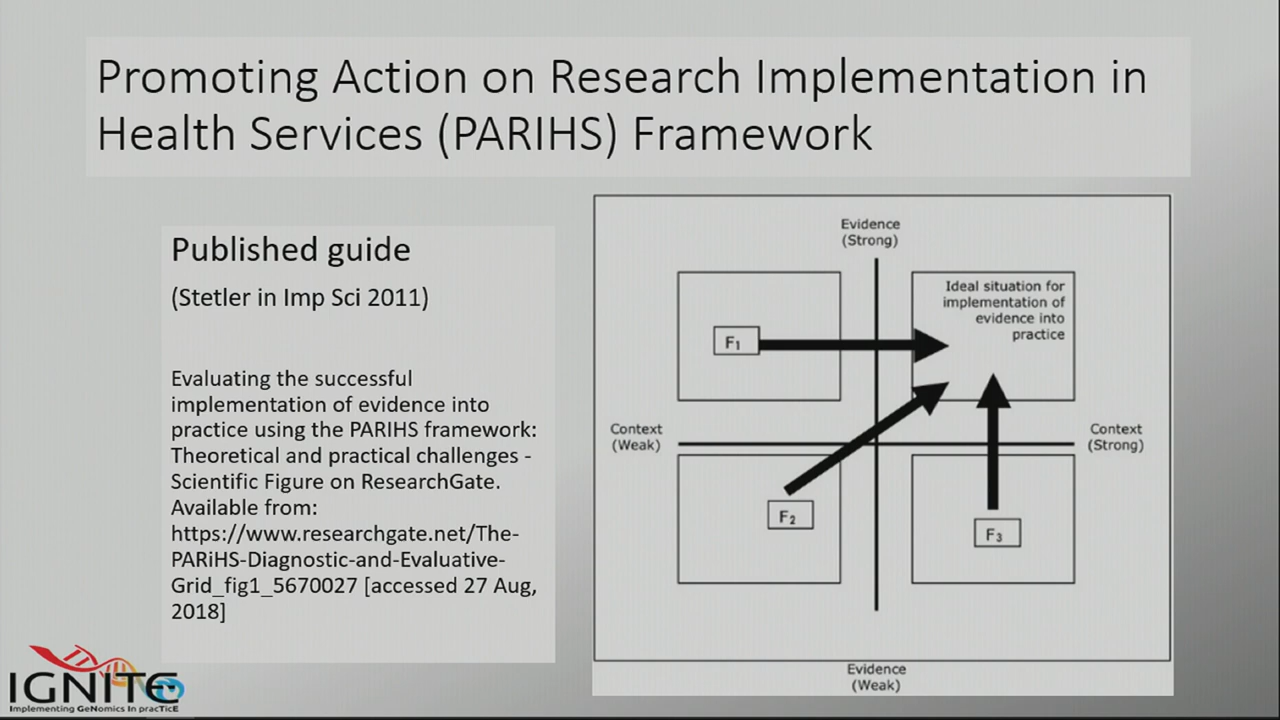 Promoting Action on Research Implementation in
Health Services (PARIHS) Framework
Published guide
(Stetler in Imp Sci 2011)
Evaluating the successful
implementation of evidence into
practice using the PARIHS framework:
Theoretical and practical challenges -
Scientific Figure on ResearchGate.
Available from:
https://www.researchgate.net/The-
PARiHS-Diagnostic-and-Evaluative-
Grid_fig1_5670027 [accessed 27 Aug,
2018]
Evidence
(Strong)
Ideal situation for
implementation of
evidence into
practice
F1
Context
(Weak)
Context
(Strong)
F2
F3
Evidence
(Weak)
IGNITE
Implementing GeNomics In pracTicE